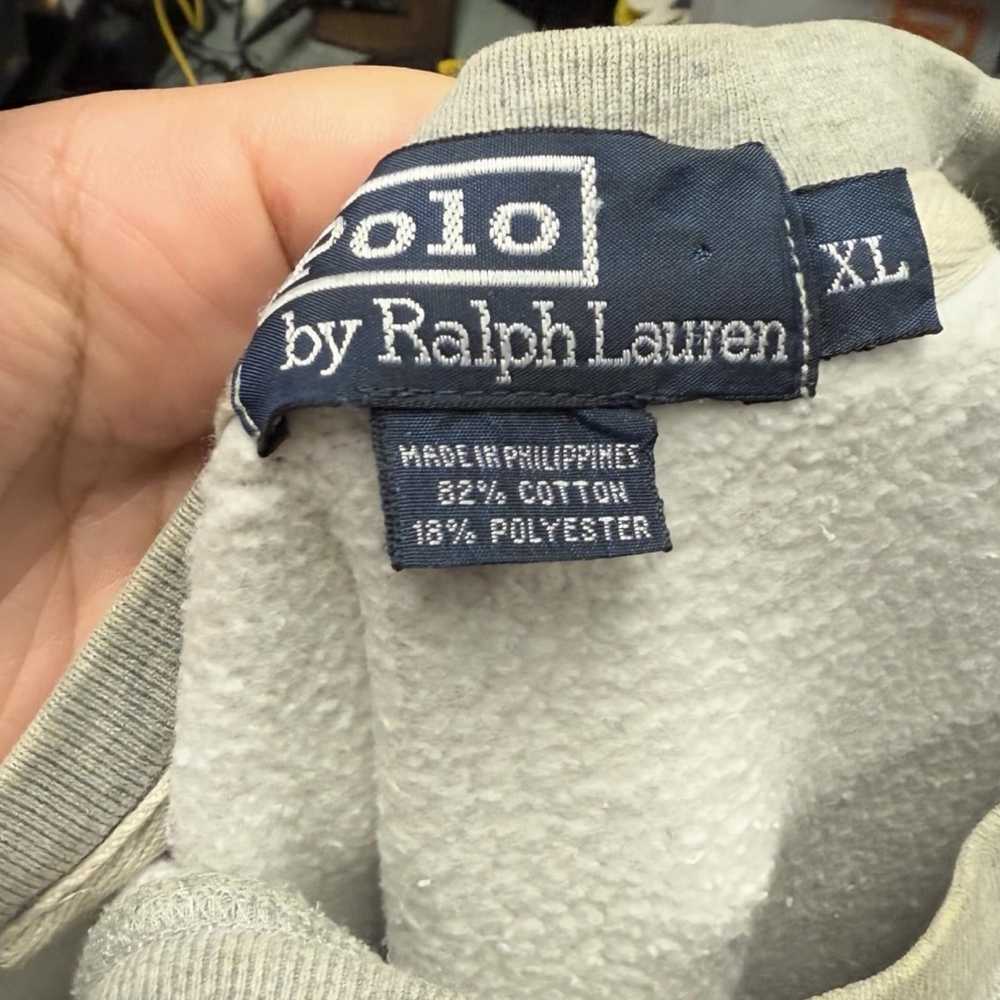 Polo
by Ralph Lauren
XL
MADE IN PHILIPPINES
82% COTTON
18% POLYESTER